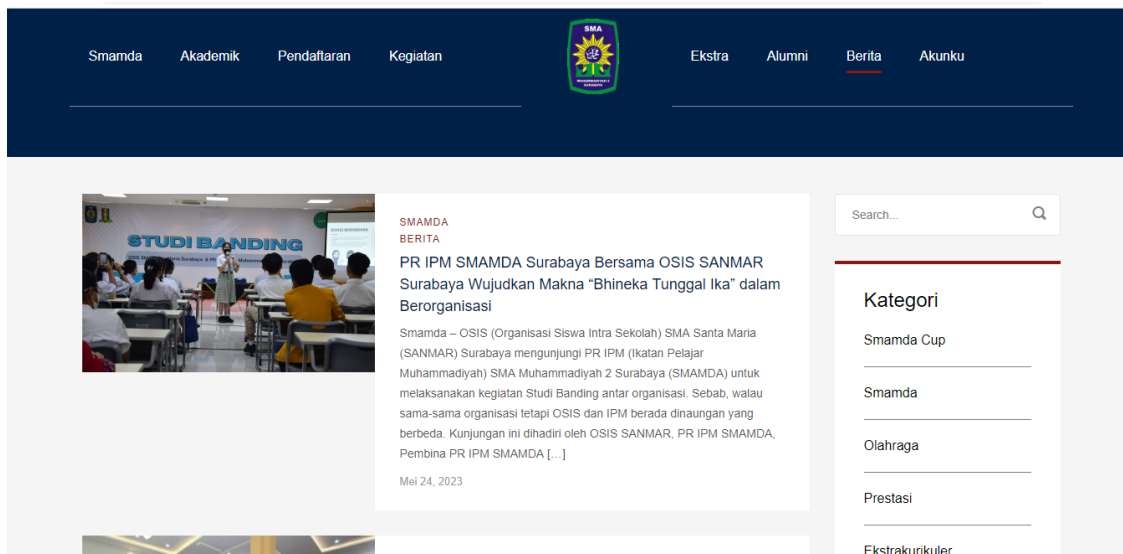 Smamda
Akademik
Pendaftaran
Kegiatan
SMA
Ekstra
Alumni
Berita
Akunku
STUDI BANDING
SMAMDA
BERITA
PR IPM SMAMDA Surabaya Bersama OSIS SANMAR
Surabaya Wujudkan Makna “Bhineka Tunggal Ika” dalam
Berorganisasi
Smamda – OSIS (Organisasi Siswa Intra Sekolah) SMA Santa Maria
(SANMAR) Surabaya mengunjungi PR IPM (Ikatan Pelajar
Muhammadiyah) SMA Muhammadiyah 2 Surabaya (SMAMDA) untuk
melaksanakan kegiatan Studi Banding antar organisasi. Sebab, walau
sama-sama organisasi tetapi OSIS dan IPM berada dinaungan yang
berbeda. Kunjungan ini dihadiri oleh OSIS SANMAR, PR IPM SMAMDA,
Pembina PR IPM SMAMDA […]
Mei 24, 2023
Search...
Kategori
Smamda Cup
Smamda
Olahraga
Prestasi
Ekstrakurikuler